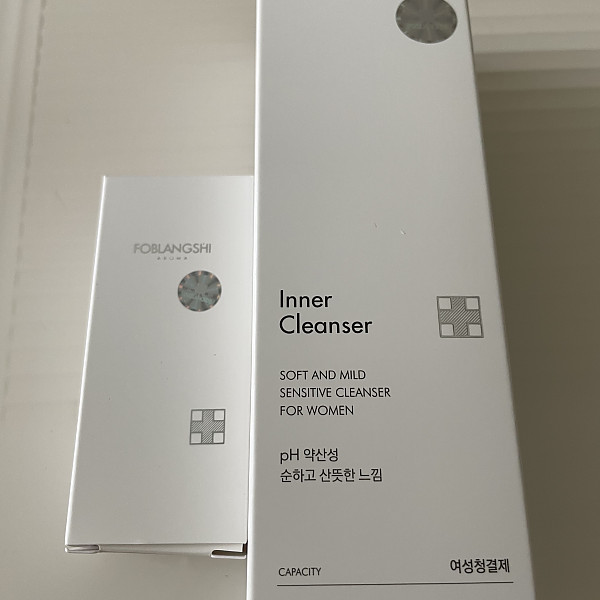 FOBLANGSHI
Inner
Cleanser
SOFT AND MILD
SENSITIVE CLEANSER
FOR WOMEN
pH 약산성
순하고 산뜻한 느낌
CAPACITY
여성청결제